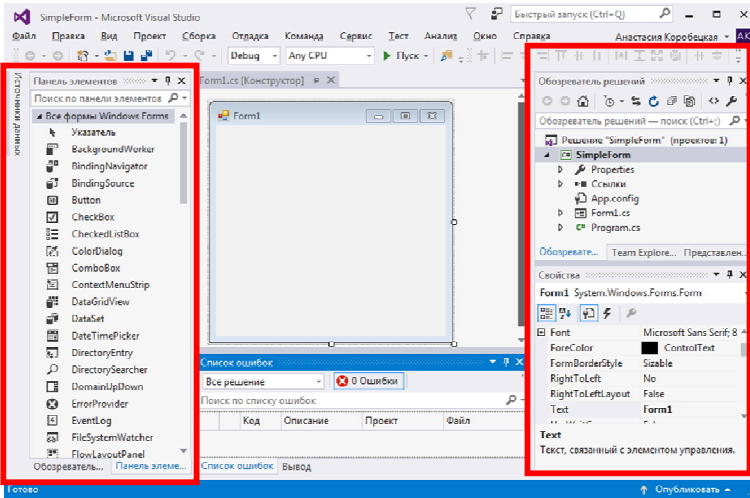 SimpleForm - Microsoft Visual Studio
Быстрый запуск (Ctrl+Q)
Файл Правка Вид Проект Сборка Отладка Команда Сервис Тест Анализ Окно Справка
Анастасия Коробецкая AK
Debug Any CPU Пуск
Источники данных
Панель элементов
Поиск по панели элементов
Все формы Windows Forms
Указатель
BackgroundWorker
BindingNavigator
BindingSource
Button
CheckBox
CheckedListBox
ColorDialog
ComboBox
ContextMenuStrip
DataGridView
DataSet
DateTimePicker
DirectoryEntry
DirectorySearcher
DomainUpDown
ErrorProvider
EventLog
FileSystemWatcher
FlowLayoutPanel
Обозреватель... Панель элеме...
Form1.cs [Конструктор]
Form1
Список ошибок
Все решение 0 Ошибки
Поиск по списку ошибок
Код Описание Проект Файл
Список ошибок Вывод
Обозреватель решений
Обозреватель решений — поиск (Ctrl+;)
Решение "SimpleForm" (проектов: 1)
SimpleForm
Properties
Ссылки
App.config
Form1.cs
Program.cs
Обозревате... Team Explore... Представлен...
Свойства
Form1 System.Windows.Forms.Form
Font Microsoft Sans Serif; 8
ForeColor ControlText
FormBorderStyle Sizable
RightToLeft No
RightToLeftLayout False
Text Form1
Text
Текст, связанный с элементом управления.
Готово
Опубликовать